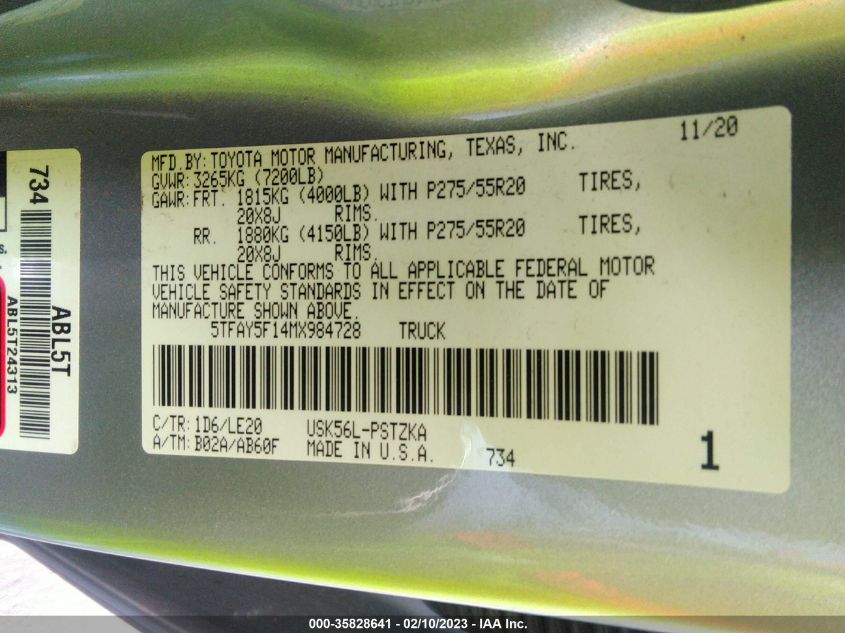 11/20
MFD.BY:TOYOTA MOTOR MANUFACTURING, TEXAS, INC.
GVWR:3265KG (7200LB)
GAWR:FRT. 1815KG (4000LB) WITH P275/55R20 TIRES,
20X8J RIMS.
RR. 1880KG (4150LB) WITH P275/55R20 TIRES,
20X8J RIMS.
THIS VEHICLE CONFORMS TO ALL APPLICABLE FEDERAL MOTOR
VEHICLE SAFETY STANDARDS IN EFFECT ON THE DATE OF
MANUFACTURE SHOWN ABOVE.
5TFAY5F14MX984728 TRUCK
C/TR:1D6/LE20 USK56L-PSTZKA
A/TM:B02A/AB60F MADE IN U.S.A. 734 1
734
ABL5T
ABL5T24313
s.
000-35828641 - 02/10/2023 - IAA Inc.